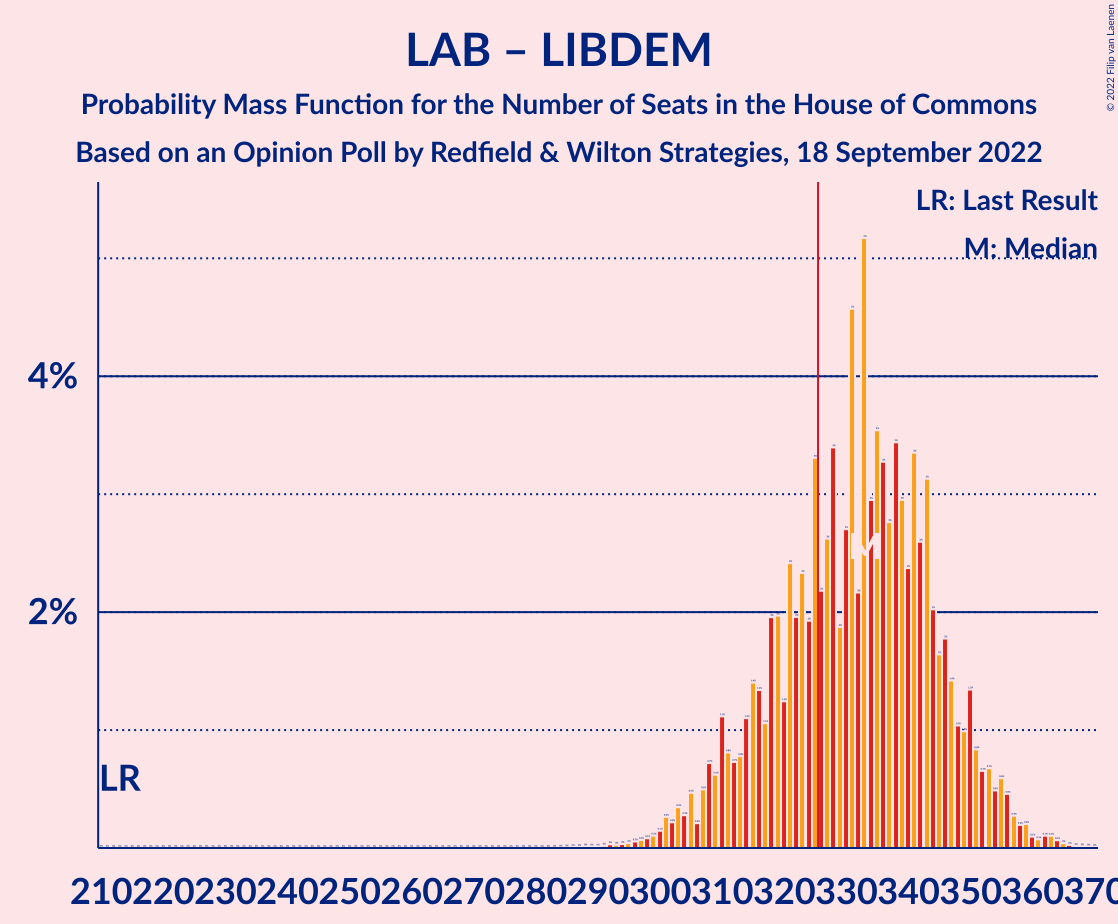 LAB – LIBDEM
Probability Mass Function for the Number of Seats in the House of Commons
Based on an Opinion Poll by Redfield & Wilton Strategies, 18 September 2022
© 2022 Filip van Laenen
LR: Last Result
M: Median
4%
2%
M
LR
210220230240250260270280290300310320330340350360370